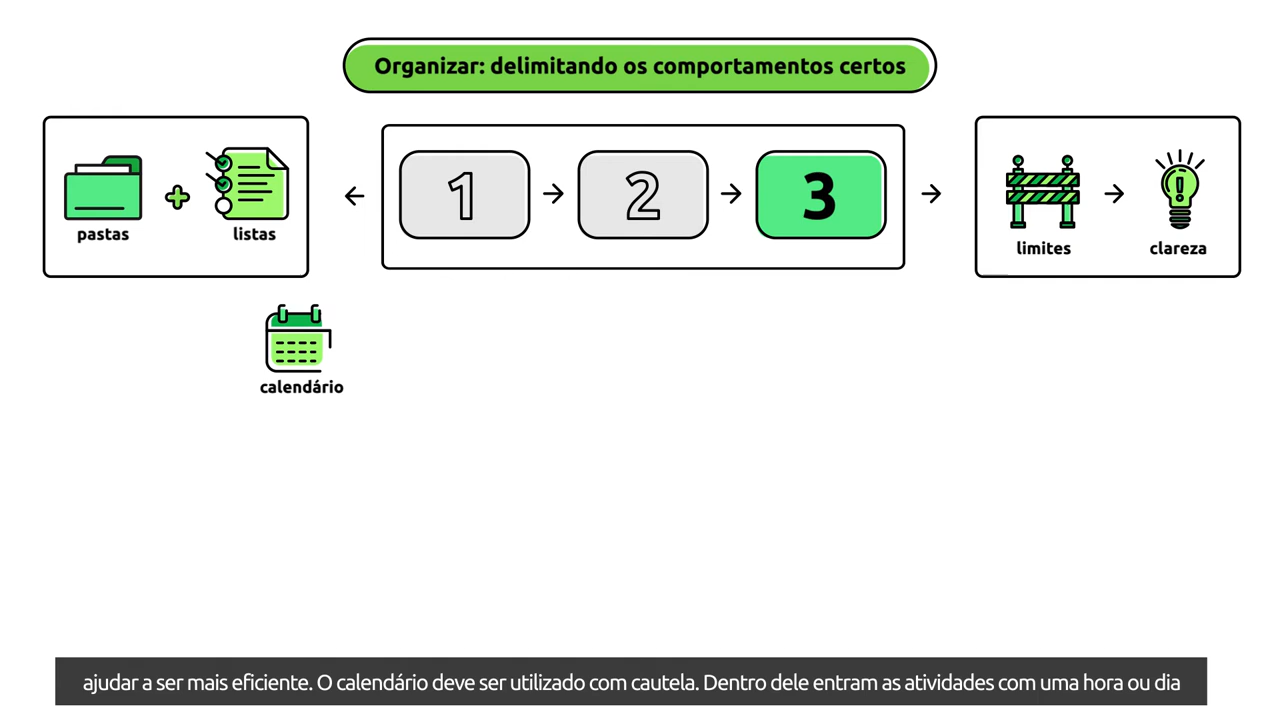 Organizar: delimitando os comportamentos certos
pastas
listas
1
2
3
limites
clareza
calendário
ajudar a ser mais eficiente. O calendário deve ser utilizado com cautela. Dentro dele entram as atividades com uma hora ou dia